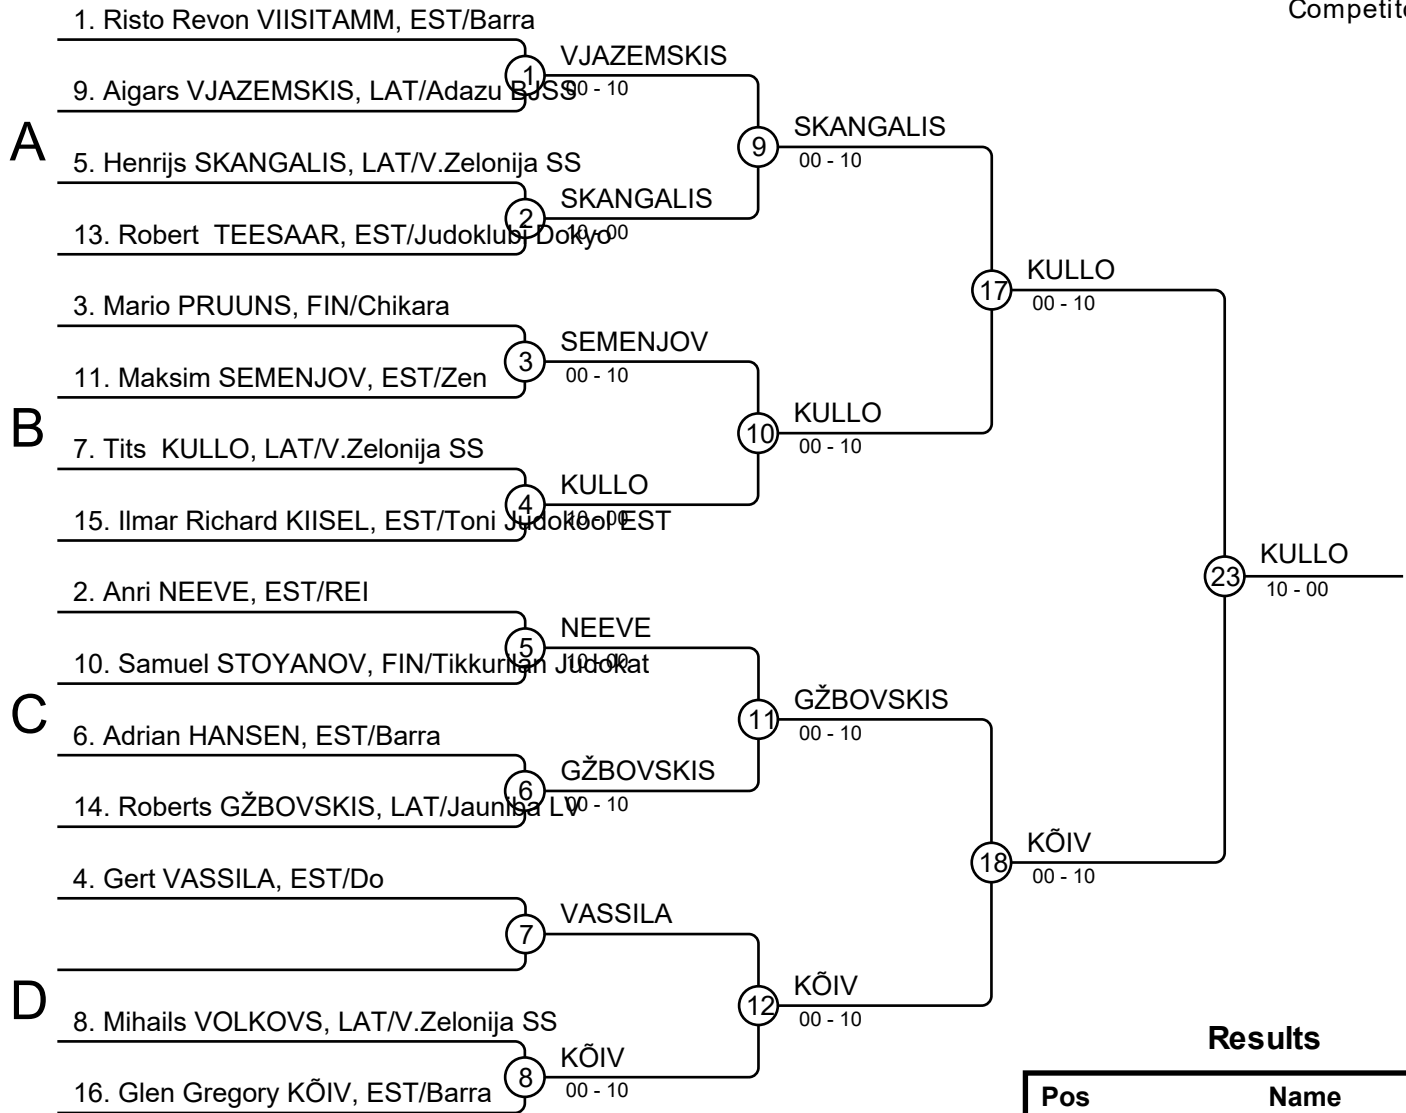 Competito
1. Risto Revon VIISITAMM, EST/Barra
1
VJAZEMSKIS
00 - 10
9. Aigars VJAZEMSKIS, LAT/Adazu BJSS
A
9
SKANGALIS
00 - 10
5. Henrijs SKANGALIS, LAT/V.Zelonija SS
2
SKANGALIS
10 - 00
13. Robert  TEESAAR, EST/Judoklubi Dokyo
17
KULLO
00 - 10
3. Mario PRUUNS, FIN/Chikara
3
SEMENJOV
00 - 10
11. Maksim SEMENJOV, EST/Zen
B
10
KULLO
00 - 10
7. Tits  KULLO, LAT/V.Zelonija SS
4
KULLO
10 - 00
15. Ilmar Richard KIISEL, EST/Toni Judokool EST
23
KULLO
10 - 00
2. Anri NEEVE, EST/REI
5
NEEVE
10 - 00
10. Samuel STOYANOV, FIN/Tikkurilan Judokat
C
11
GŽBOVSKIS
00 - 10
6. Adrian HANSEN, EST/Barra
6
GŽBOVSKIS
00 - 10
14. Roberts GŽBOVSKIS, LAT/Jauniba LV
18
KÕIV
00 - 10
4. Gert VASSILA, EST/Do
7
VASSILA
D
12
KÕIV
00 - 10
8. Mihails VOLKOVS, LAT/V.Zelonija SS
8
KÕIV
00 - 10
16. Glen Gregory KÕIV, EST/Barra
Results
Pos Name